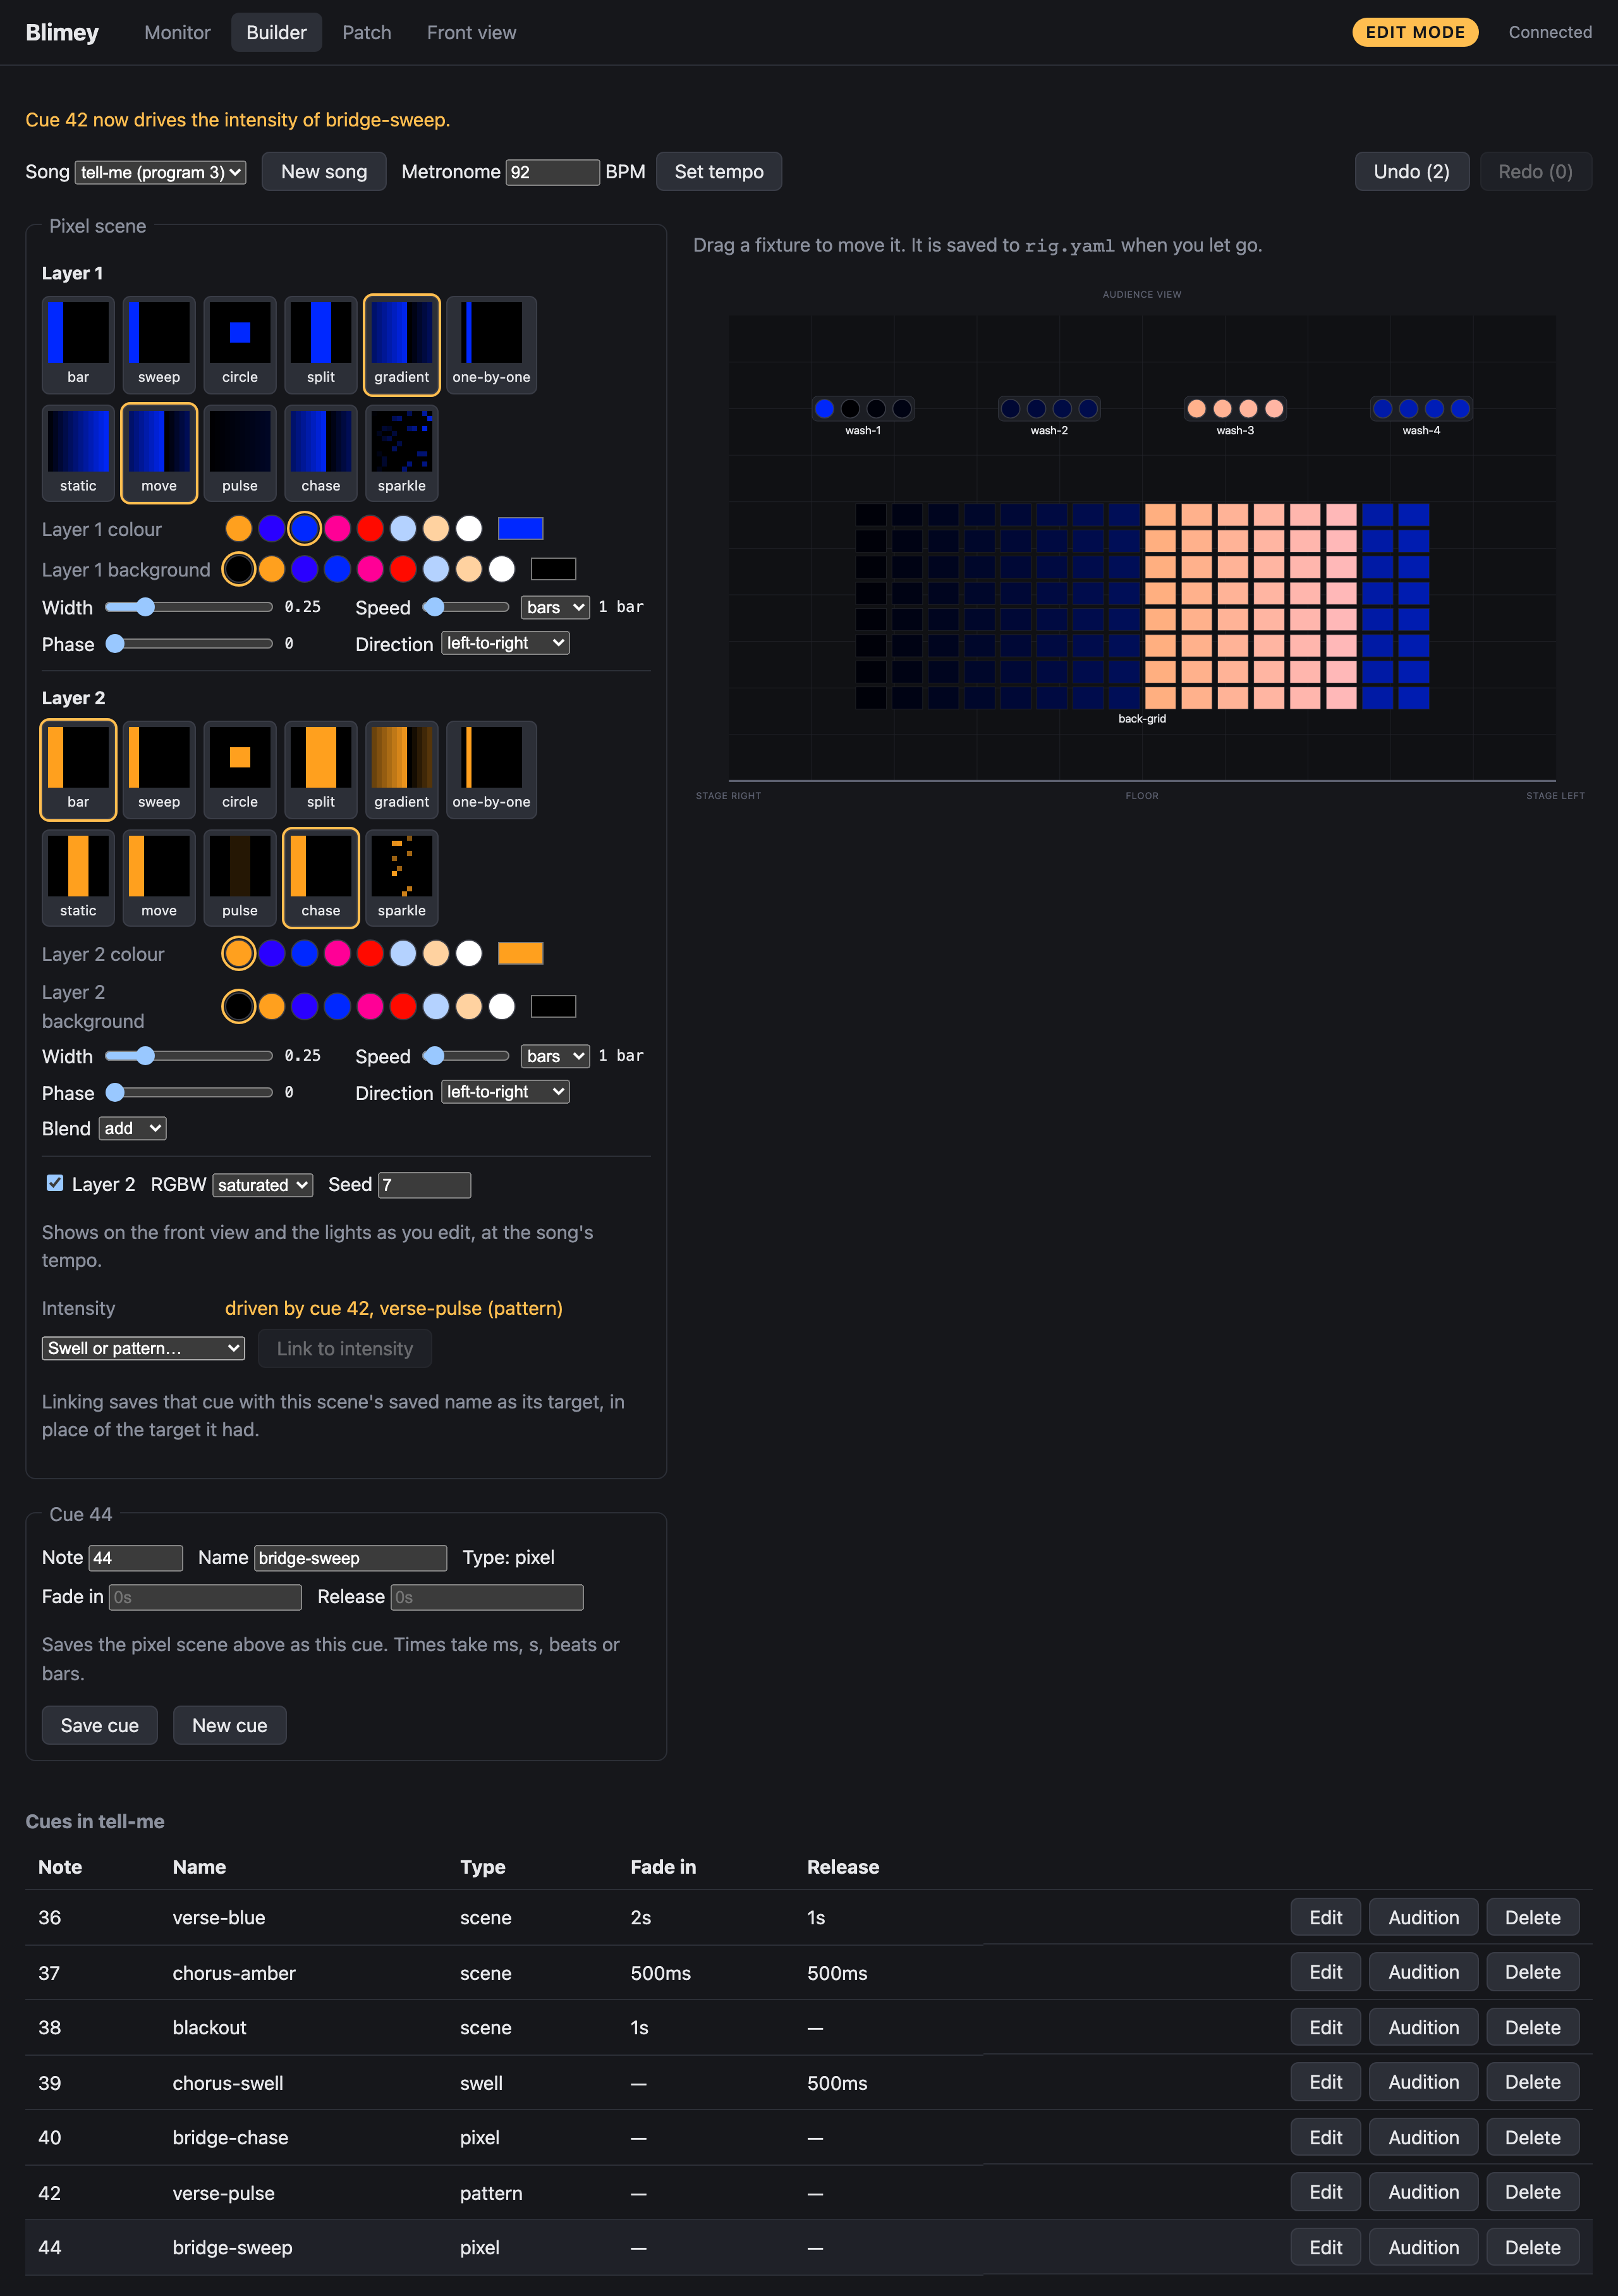 Blimey Monitor Builder Patch Front view EDIT MODE Connected
Cue 42 now drives the intensity of bridge-sweep.
Song tell-me (program 3) New song Metronome 92 BPM Set tempo Undo (2) Redo (0)
Pixel scene
Layer 1
bar sweep circle split gradient one-by-one
static move pulse chase sparkle
Layer 1 colour
Layer 1 background
Width 0.25 Speed bars 1 bar
Phase 0 Direction left-to-right
Layer 2
bar sweep circle split gradient one-by-one
static move pulse chase sparkle
Layer 2 colour
Layer 2
background
Width 0.25 Speed bars 1 bar
Phase 0 Direction left-to-right
Blend add
Layer 2 RGBW saturated Seed 7
Shows on the front view and the lights as you edit, at the song's
tempo.
Intensity driven by cue 42, verse-pulse (pattern)
Swell or pattern… Link to intensity
Linking saves that cue with this scene's saved name as its target, in
place of the target it had.
Drag a fixture to move it. It is saved to rig.yaml when you let go.
AUDIENCE VIEW
wash-1 wash-2 wash-3 wash-4
back-grid
STAGE RIGHT FLOOR STAGE LEFT
Cue 44
Note 44 Name bridge-sweep Type: pixel
Fade in 0s Release 0s
Saves the pixel scene above as this cue. Times take ms, s, beats or
bars.
Save cue New cue
Cues in tell-me
Note Name Type Fade in Release
36 verse-blue scene 2s 1s Edit Audition Delete
37 chorus-amber scene 500ms 500ms Edit Audition Delete
38 blackout scene 1s — Edit Audition Delete
39 chorus-swell swell — 500ms Edit Audition Delete
40 bridge-chase pixel — — Edit Audition Delete
42 verse-pulse pattern — — Edit Audition Delete
44 bridge-sweep pixel — — Edit Audition Delete